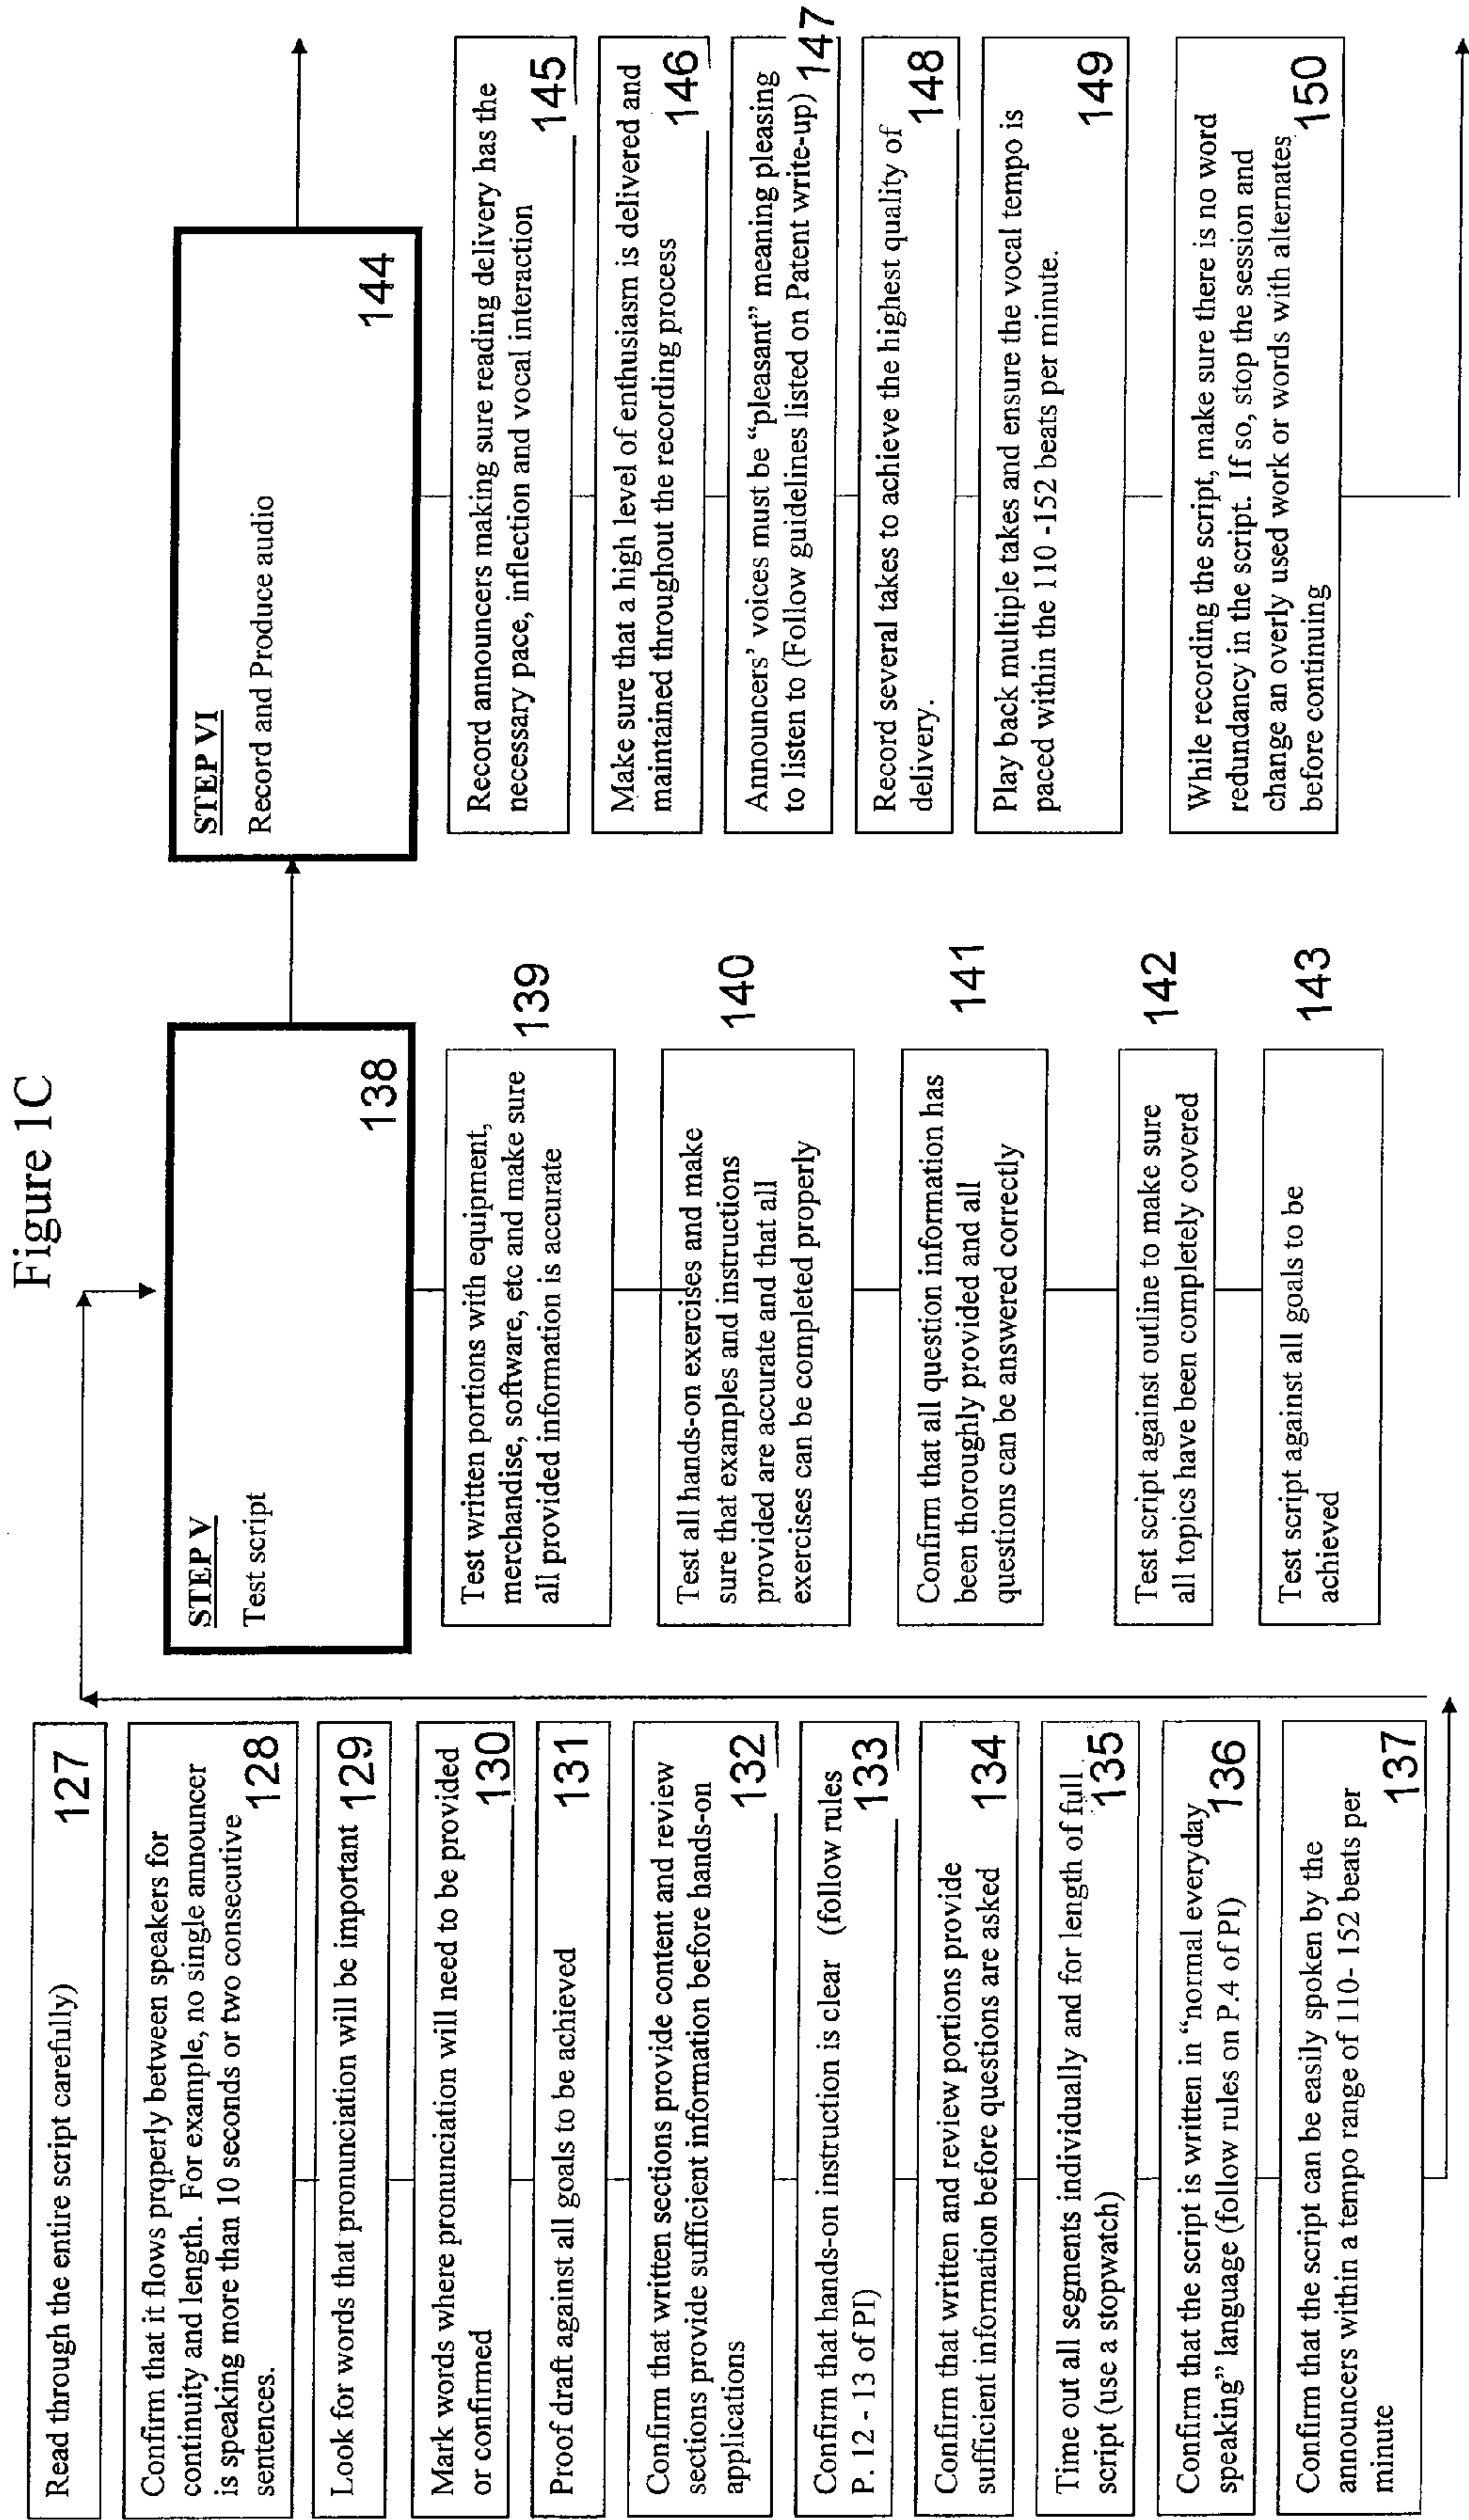 Figure 1C
Read through the entire script carefully)
127
Confirm that it flows properly between speakers for
continuity and length. For example, no single announcer
is speaking more than 10 seconds or two consecutive
sentences.
128
Look for words that pronunciation will be important
129
Mark words where pronunciation will need to be provided
or confirmed
130
Proof draft against all goals to be achieved
131
Confirm that written sections provide content and review
sections provide sufficient information before hands-on
applications
132
Confirm that hands-on instruction is clear (follow rules
P. 12 - 13 of PI)
133
Confirm that written and review portions provide
sufficient information before questions are asked
134
Time out all segments individually and for length of full
script (use a stopwatch)
135
Confirm that the script is written in “normal everyday
speaking” language (follow rules on P.4 of PI)
136
Confirm that the script can be easily spoken by the
announcers within a tempo range of 110- 152 beats per
minute
137
STEP V
Test script
138
Test written portions with equipment,
merchandise, software, etc and make sure
all provided information is accurate
139
Test all hands-on exercises and make
sure that examples and instructions
provided are accurate and that all
exercises can be completed properly
140
Confirm that all question information has
been thoroughly provided and all
questions can be answered correctly
141
Test script against outline to make sure
all topics have been completely covered
142
Test script against all goals to be
achieved
143
STEP VI
Record and Produce audio
144
Record announcers making sure reading delivery has the
necessary pace, inflection and vocal interaction
145
Make sure that a high level of enthusiasm is delivered and
maintained throughout the recording process
146
Announcers’ voices must be “pleasant” meaning pleasing
to listen to (Follow guidelines listed on Patent write-up)
147
Record several takes to achieve the highest quality of
delivery.
148
Play back multiple takes and ensure the vocal tempo is
paced within the 110 -152 beats per minute.
149
While recording the script, make sure there is no word
redundancy in the script. If so, stop the session and
change an overly used work or words with alternates
before continuing
150